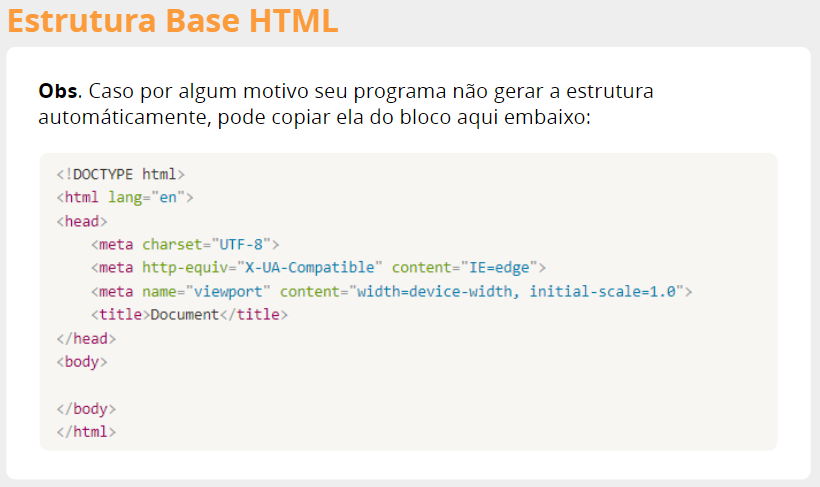 Estrutura Base HTML
Obs. Caso por algum motivo seu programa não gerar a estrutura
automáticamente, pode copiar ela do bloco aqui embaixo:
<!DOCTYPE html>
<html lang="en">
<head>
    <meta charset="UTF-8">
    <meta http-equiv="X-UA-Compatible" content="IE=edge">
    <meta name="viewport" content="width=device-width, initial-scale=1.0">
    <title>Document</title>
</head>
<body>

</body>
</html>